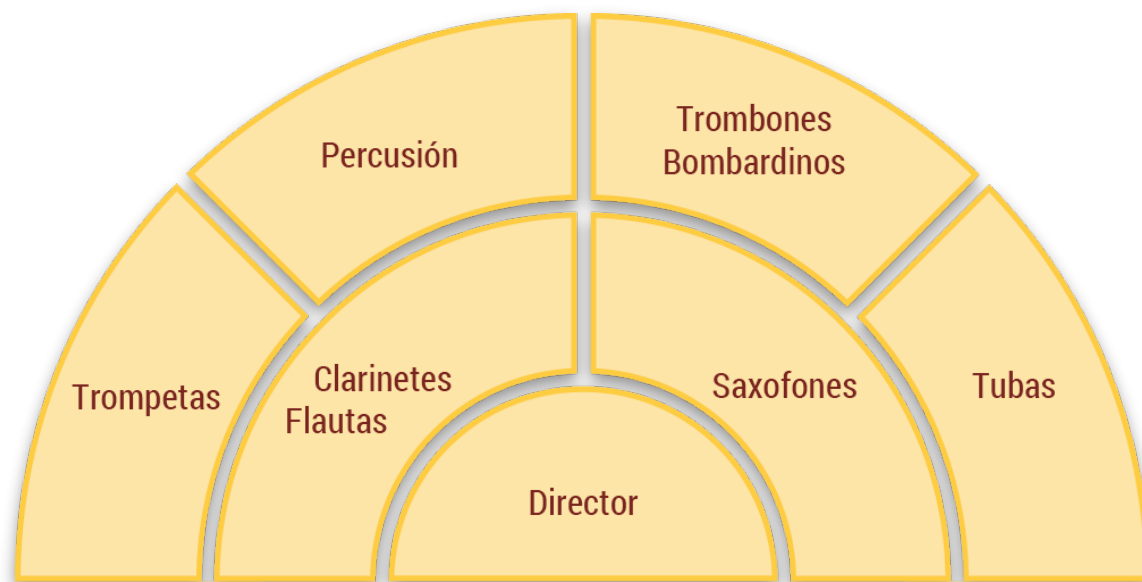 Percusión
Trombones
Bombardinos
Trompetas
Clarinetes
Flautas
Saxofones
Tubas
Director